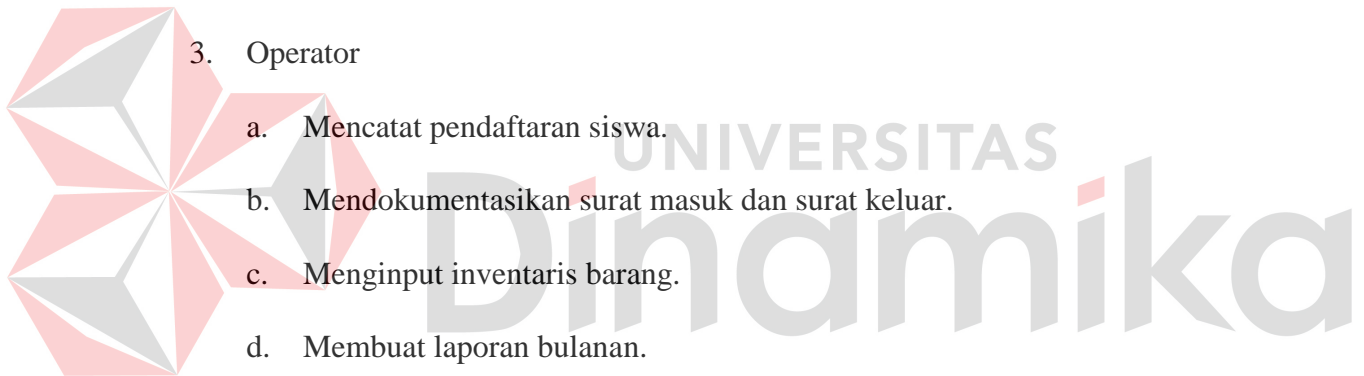 3. Operator
a. Mencatat pendaftaran siswa.
UNIVERSITAS
Dinamika
b. Mendokumentasikan surat masuk dan surat keluar.
c. Menginput inventaris barang.
d. Membuat laporan bulanan.